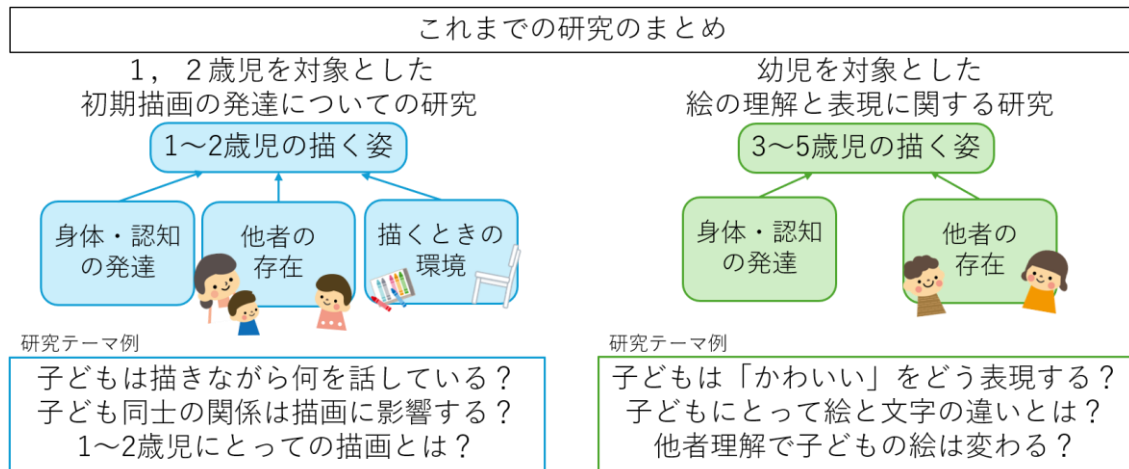 これまでの研究のまとめ
１，２歳児を対象とした
初期描画の発達についての研究
1～2歳児の描く姿
身体・認知
の発達
他者の
存在
描くときの
環境
研究テーマ例
子どもは描きながら何を話している？
子ども同士の関係は描画に影響する？
1～2歳児にとっての描画とは？
幼児を対象とした
絵の理解と表現に関する研究
3～5歳児の描く姿
身体・認知
の発達
他者の
存在
研究テーマ例
子どもは「かわいい」をどう表現する？
子どもにとって絵と文字の違いとは？
他者理解で子どもの絵は変わる？